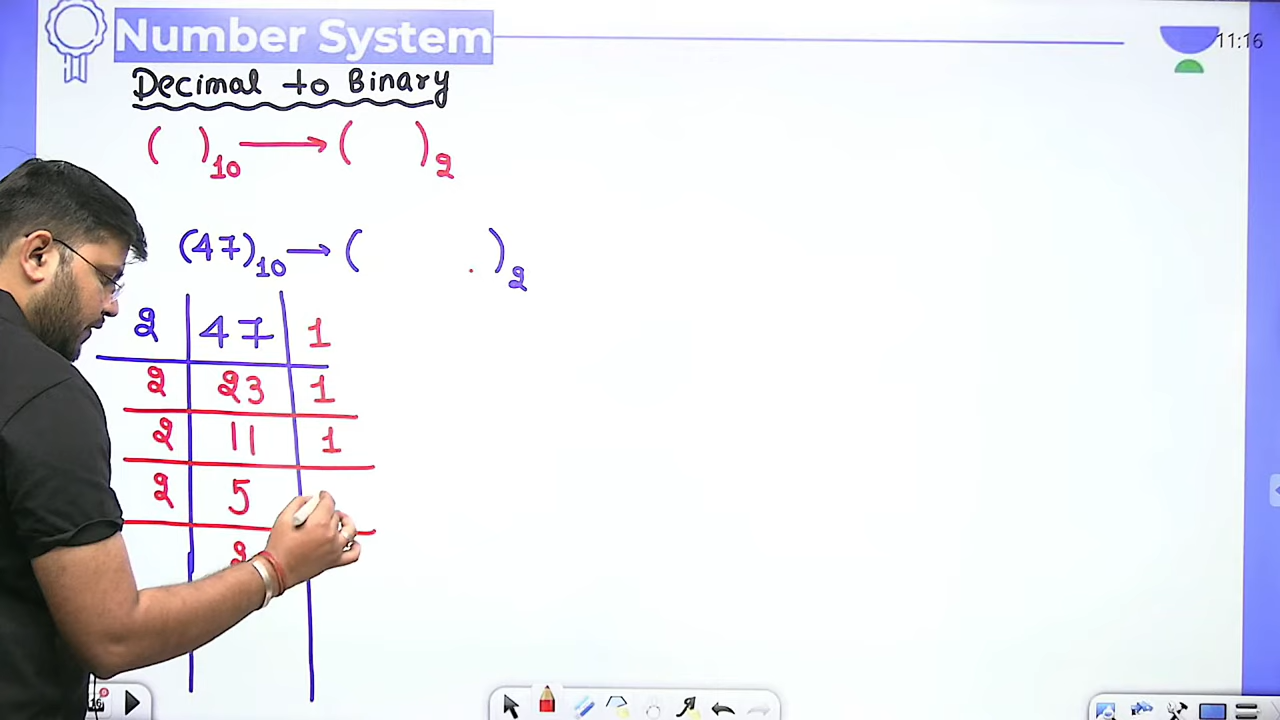 Number System
11:16
Decimal to Binary
( )10 → ( )2
(47)10 → ( . )2
2 47 1
2 23 1
2 11 1
2 5
2